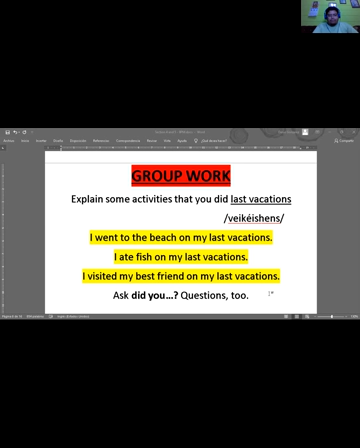 GROUP WORK
Explain some activities that you did last vacations
/veikéishens/
I went to the beach on my last vacations.
I ate fish on my last vacations.
I visited my best friend on my last vacations.
Ask did you...? Questions, too.